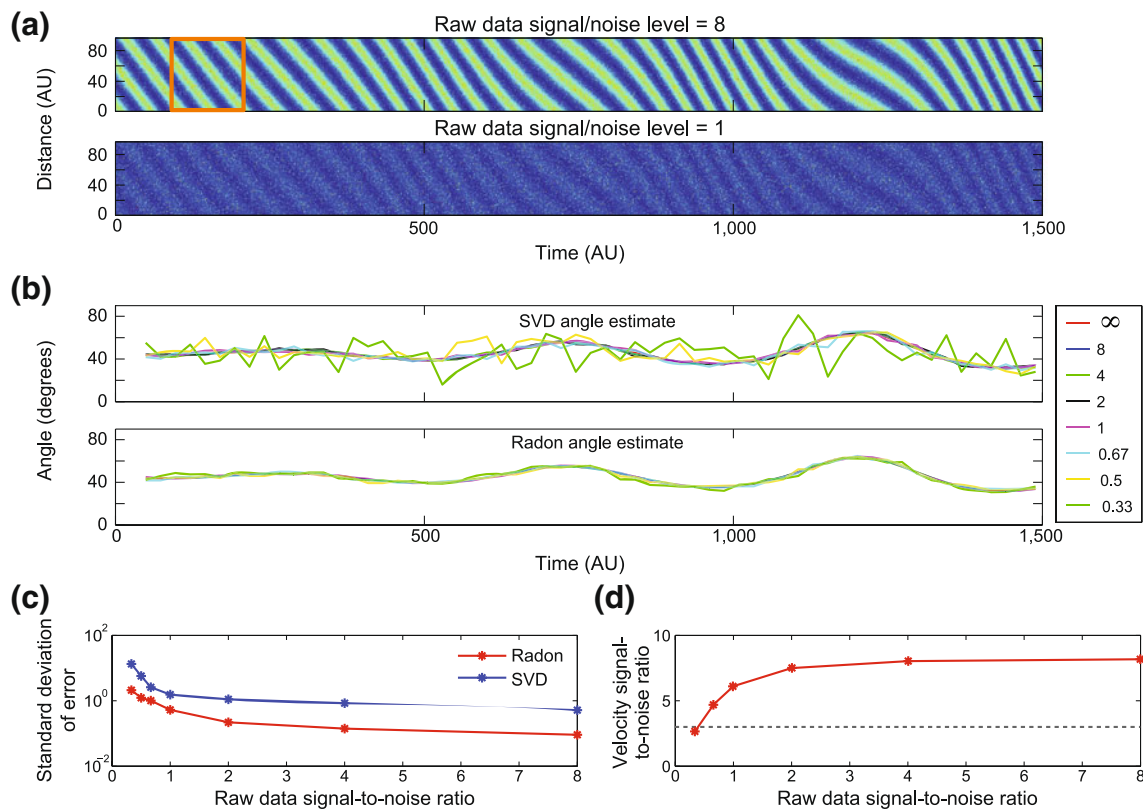 (a)
Raw data signal/noise level = 8
80
40
0
Raw data signal/noise level = 1
80
40
0
Distance (AU)
0 500 1,000 1,500
Time (AU)
(b)
SVD angle estimate
80
40
0
Radon angle estimate
80
40
0
Angle (degrees)
0 500 1,000 1,500
Time (AU)
∞
8
4
2
1
0.67
0.5
0.33
(c)
10²
10⁰
10⁻²
Standard deviation
of error
Radon
SVD
0 1 2 3 4 5 6 7 8
Raw data signal-to-noise ratio
(d)
10
5
0
Velocity signal-
to-noise ratio
0 1 2 3 4 5 6 7 8
Raw data signal-to-noise ratio